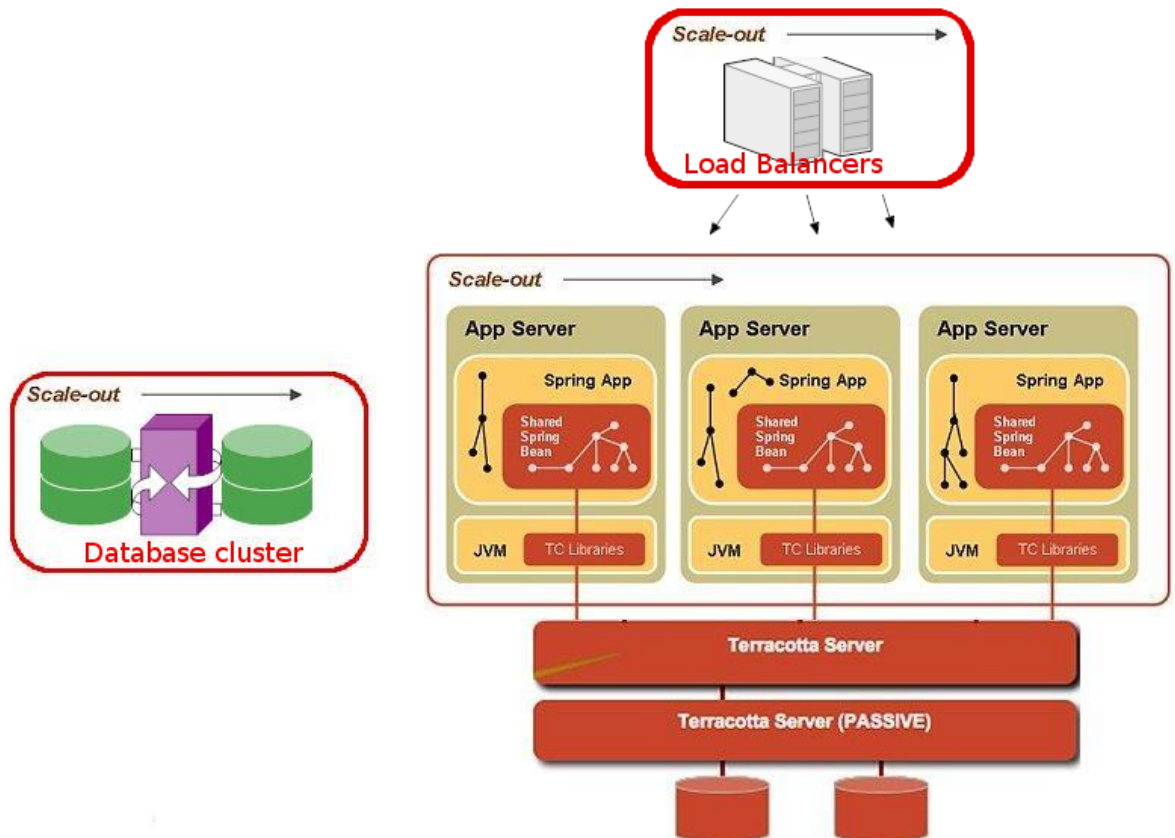 Scale-out
Load Balancers
Scale-out
App Server
Spring App
Shared
Spring
Bean
JVM
TC Libraries
App Server
Spring App
Shared
Spring
Bean
JVM
TC Libraries
App Server
Spring App
Shared
Spring
Bean
JVM
TC Libraries
Scale-out
Database cluster
Terracotta Server
Terracotta Server (PASSIVE)